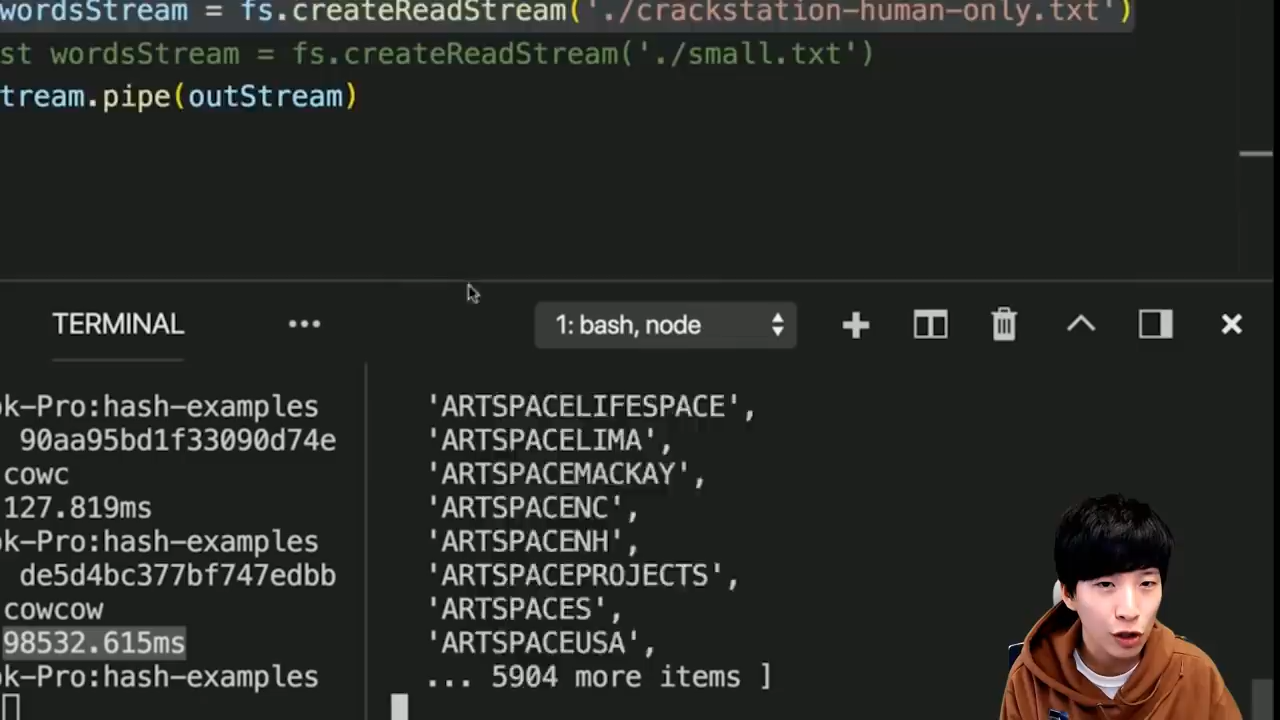 wordsStream = fs.createReadStream('./crackstation-human-only.txt')
st wordsStream = fs.createReadStream('./small.txt')
tream.pipe(outStream)
TERMINAL
1: bash, node
ok-Pro:hash-examples
90aa95bd1f33090d74e
cowc
127.819ms
ok-Pro:hash-examples
de5d4bc377bf747edbb
cowcow
98532.615ms
ok-Pro:hash-examples
'ARTSPACELIFESPACE',
'ARTSPACELIMA',
'ARTSPACEMACKAY',
'ARTSPACENC',
'ARTSPACENH',
'ARTSPACEPROJECTS',
'ARTSPACES',
'ARTSPACEUSA',
... 5904 more items ]